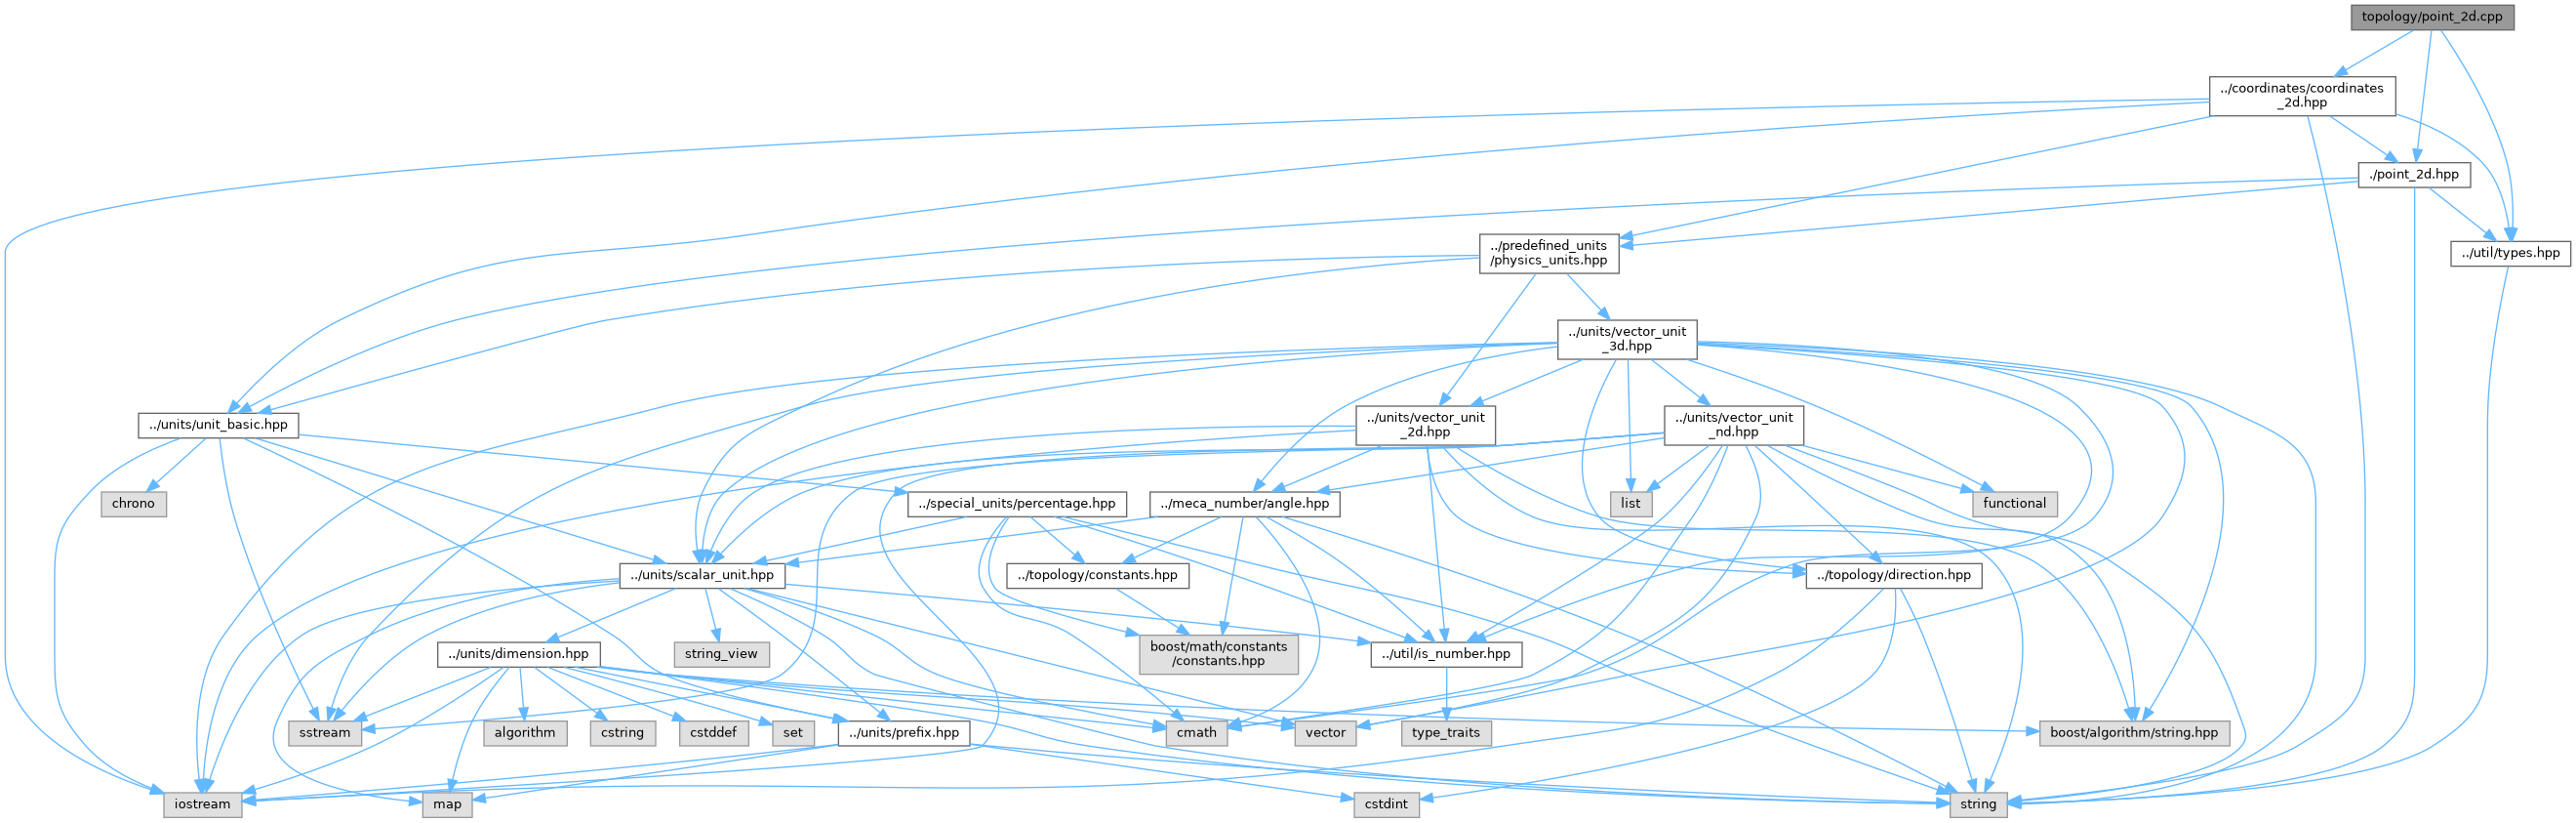 topology/point_2d.cpp
../coordinates/coordinates
_2d.hpp
./point_2d.hpp
../predefined_units
/physics_units.hpp
../util/types.hpp
../units/vector_unit
_3d.hpp
../units/unit_basic.hpp
../units/vector_unit
_2d.hpp
../units/vector_unit
_nd.hpp
chrono
../special_units/percentage.hpp
../meca_number/angle.hpp
list
functional
../units/scalar_unit.hpp
../topology/constants.hpp
../topology/direction.hpp
../units/dimension.hpp
string_view
boost/math/constants
/constants.hpp
../util/is_number.hpp
sstream
algorithm
cstring
cstddef
set
../units/prefix.hpp
cmath
vector
type_traits
boost/algorithm/string.hpp
iostream
map
cstdint
string